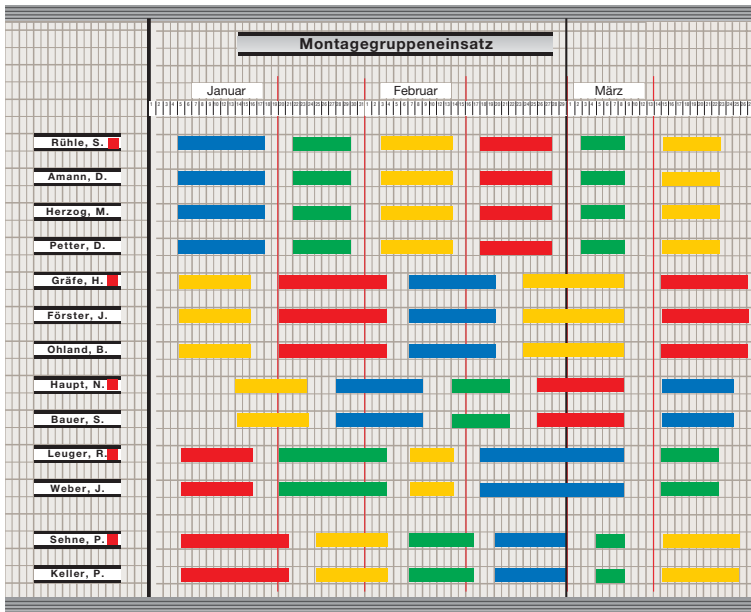 Montagegruppeneinsatz
Januar Februar März
Rühle, S.
Amann, D.
Herzog, M.
Petter, D.
Gräfe, H.
Förster, J.
Ohland, B.
Haupt, N.
Bauer, S.
Leuger, R.
Weber, J.
Sehne, P.
Keller, P.